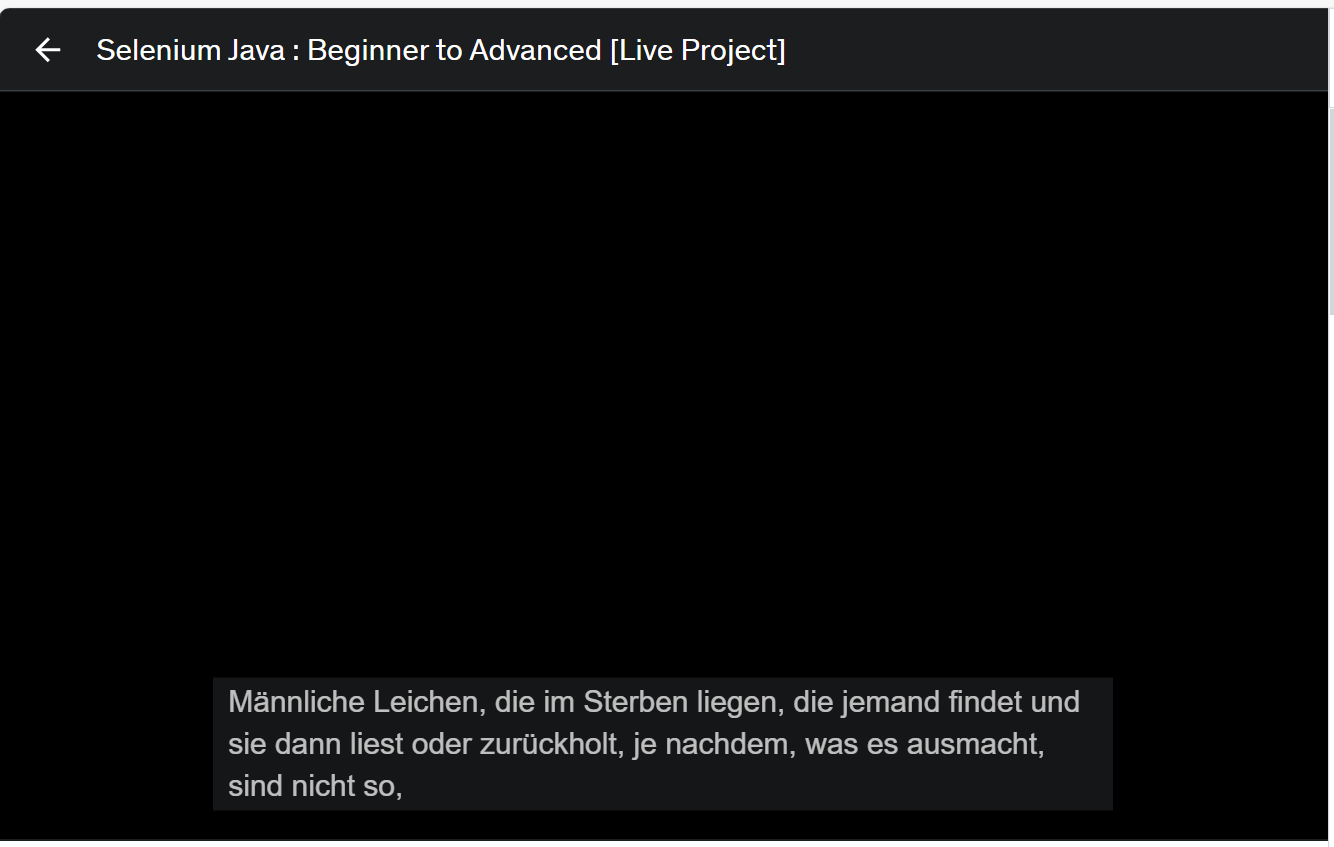 Selenium Java : Beginner to Advanced [Live Project]
Männliche Leichen, die im Sterben liegen, die jemand findet und
sie dann liest oder zurückholt, je nachdem, was es ausmacht,
sind nicht so,